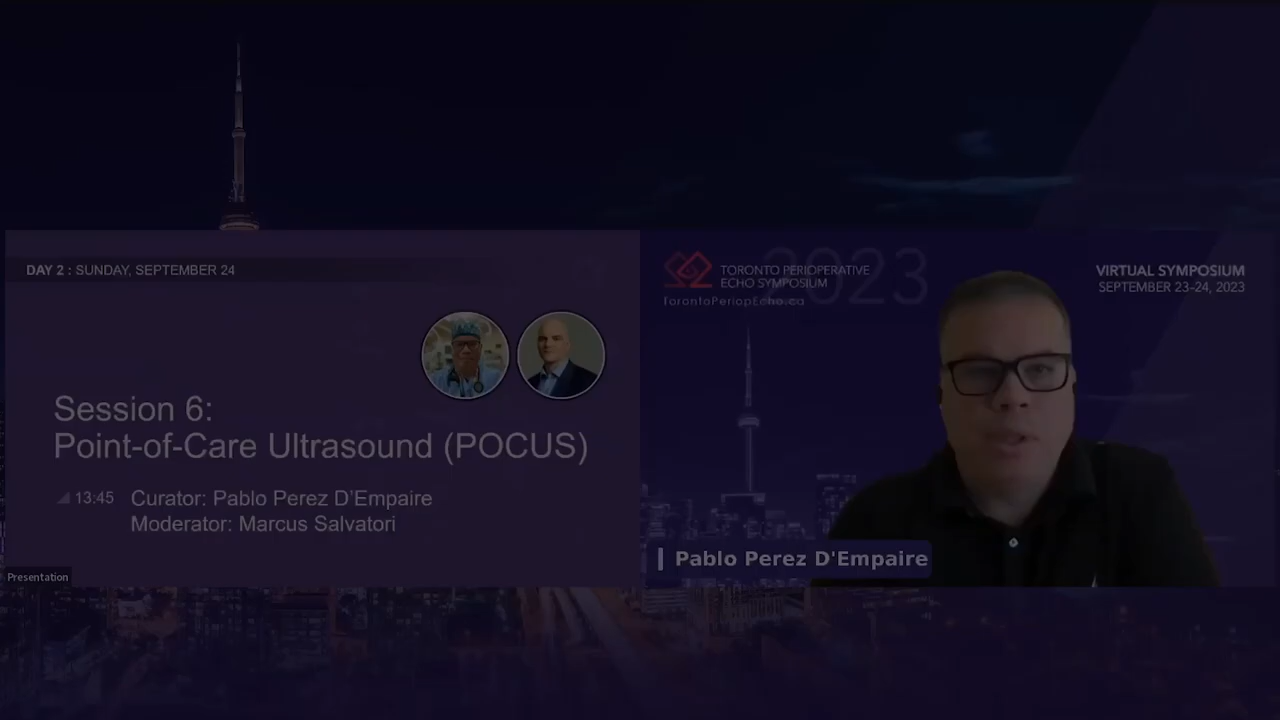 DAY 2 : SUNDAY, SEPTEMBER 24
Session 6:
Point-of-Care Ultrasound (POCUS)
13:45
Curator: Pablo Perez D'Empaire
Moderator: Marcus Salvatori
Presentation
2023
TORONTO PERIOPERATIVE
ECHO SYMPOSIUM
TorontoPeriopEcho.ca
VIRTUAL SYMPOSIUM
SEPTEMBER 23-24, 2023
Pablo Perez D'Empaire